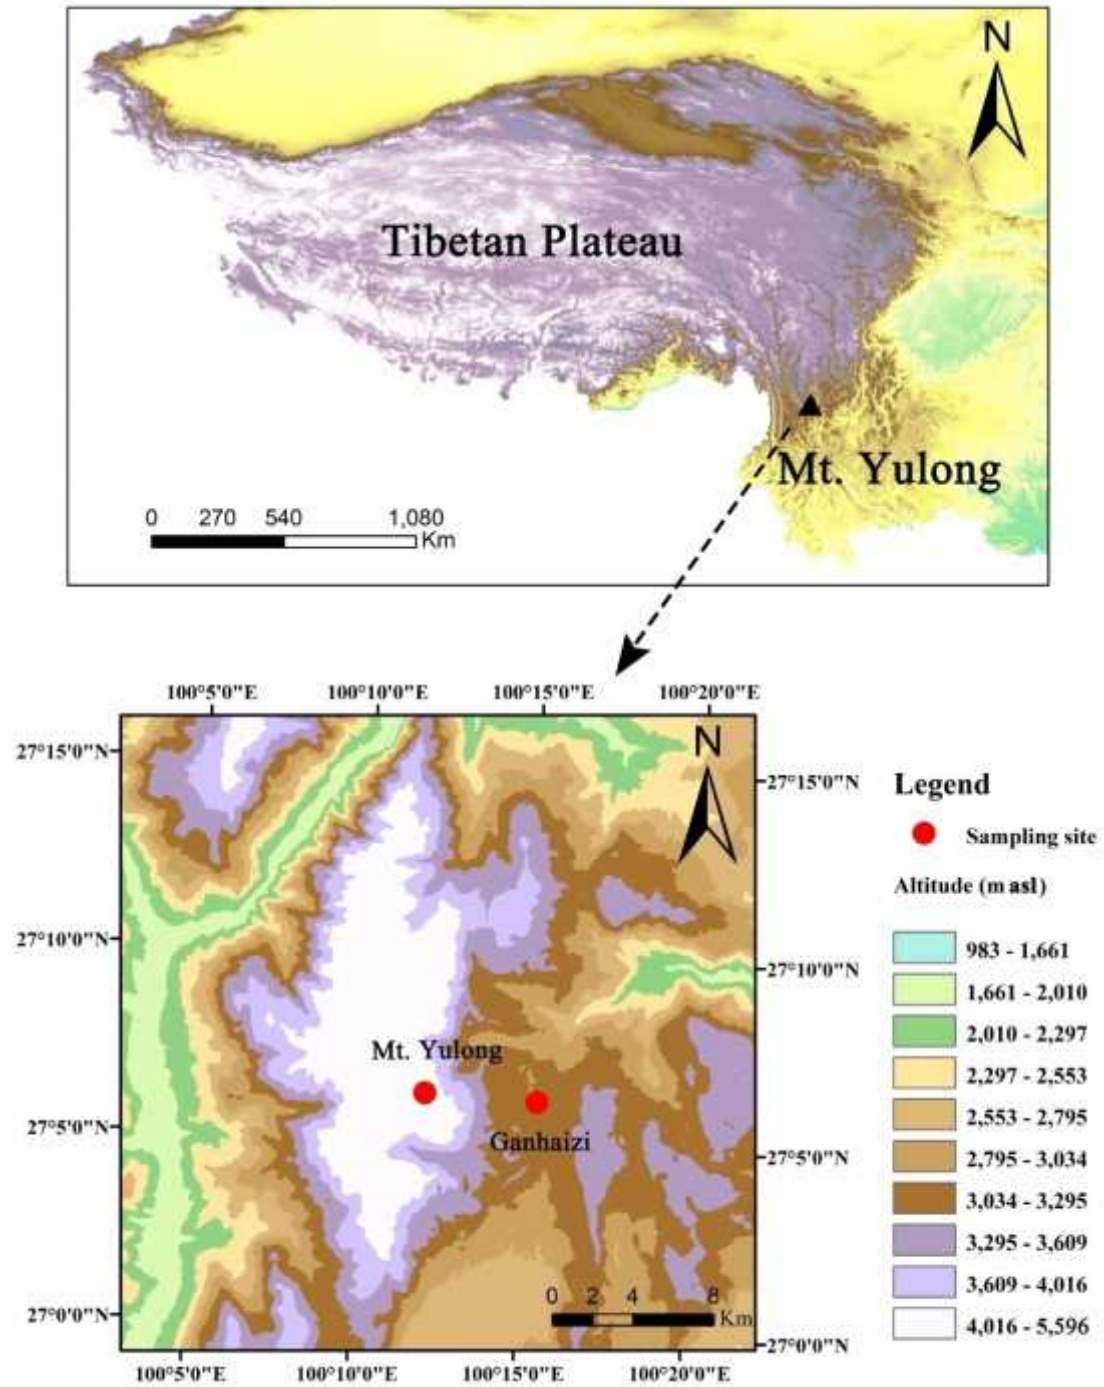 N
Tibetan Plateau
Mt. Yulong
0 270 540 1,080
Km
100°5'0"E 100°10'0"E 100°15'0"E 100°20'0"E
N
27°15'0"N
27°15'0"N
Legend
Sampling site
Altitude (m asl)
27°10'0"N
27°10'0"N
983 - 1,661
1,661 - 2,010
2,010 - 2,297
Mt. Yulong
2,297 - 2,553
27°5'0"N
2,553 - 2,795
Ganhaizi
27°5'0"N
2,795 - 3,034
3,034 - 3,295
3,295 - 3,609
3,609 - 4,016
0 2 4 8
Km
27°0'0"N
4,016 - 5,596
27°0'0"N
100°5'0"E 100°10'0"E 100°15'0"E 100°20'0"E